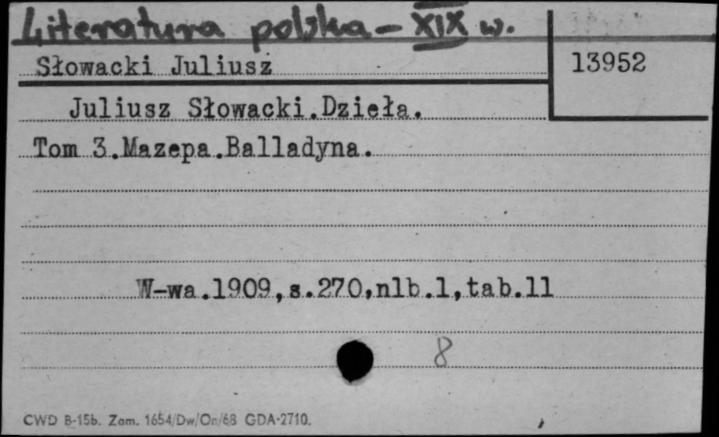 Literatura polska - XIX w.
Słowacki Juliusz
13952
Juliusz Słowacki.Dzieła.
Tom 3.Mazepa.Balladyna.
W-wa.1909,s.270,nlb.1,tab.11
8
CWD B-15b. Zam. 1654/Dw/On/68 GDA-2710.